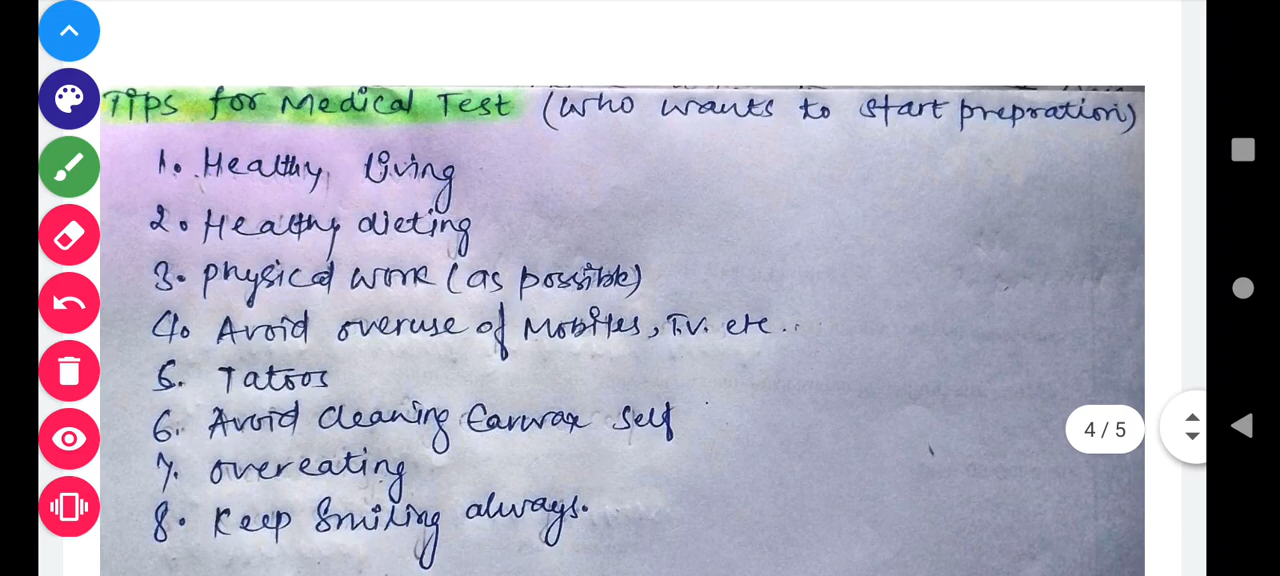 Tips for Medical Test (who wants to start prepration)
1. Healthy living
2. Healthy dieting
3. Physical work (as possible)
4. Avoid overuse of Mobiles, T.V. etc..
5. Tatoos
6. Avoid cleaning Earwax self
4 / 5
7. overeating
8. Keep Smiling always.